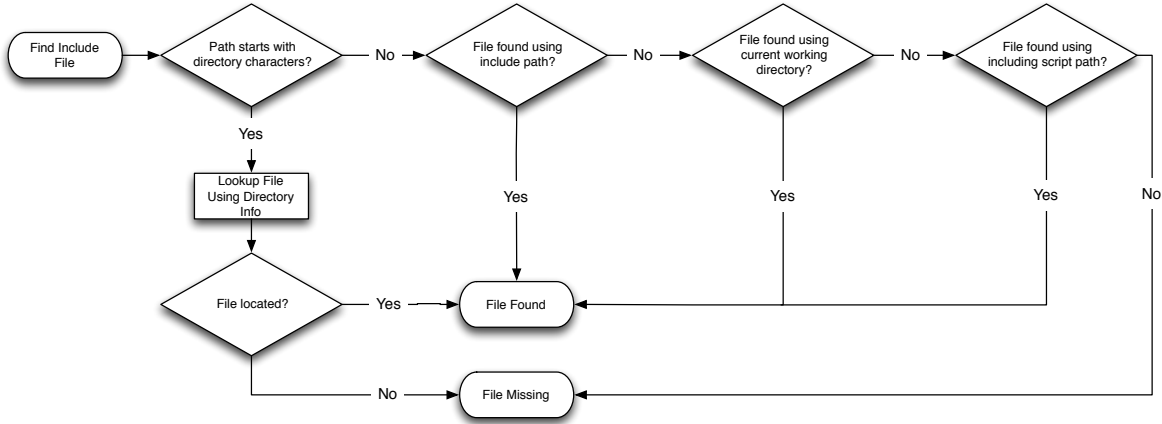 Find Include
File
Path starts with
directory characters?
No
File found using
include path?
No
File found using
current working
directory?
No
File found using
including script path?
Yes
Lookup File
Using Directory
Info
Yes
Yes
Yes
No
File located?
Yes
File Found
No
File Missing